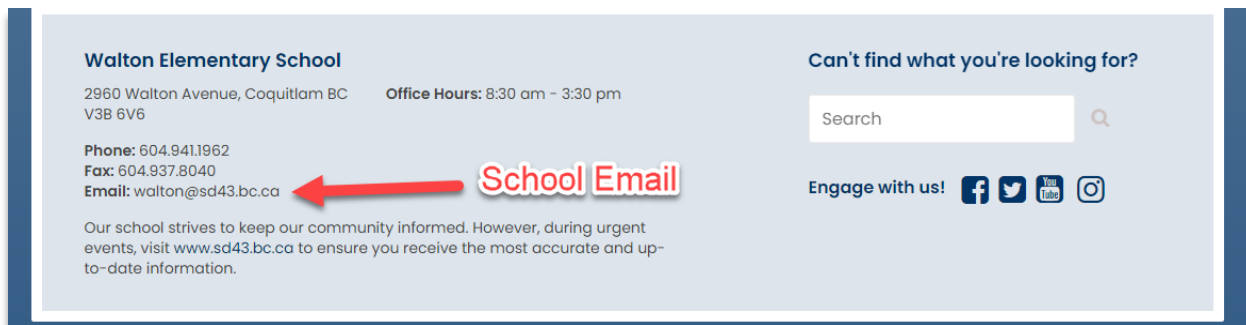 Walton Elementary School
2960 Walton Avenue, Coquitlam BC
V3B 6V6
Office Hours: 8:30 am - 3:30 pm
Phone: 604.941.1962
Fax: 604.937.8040
Email: walton@sd43.bc.ca
School Email
Our school strives to keep our community informed. However, during urgent
events, visit www.sd43.bc.ca to ensure you receive the most accurate and up-
to-date information.
Can't find what you're looking for?
Search
Engage with us!
You
Tube